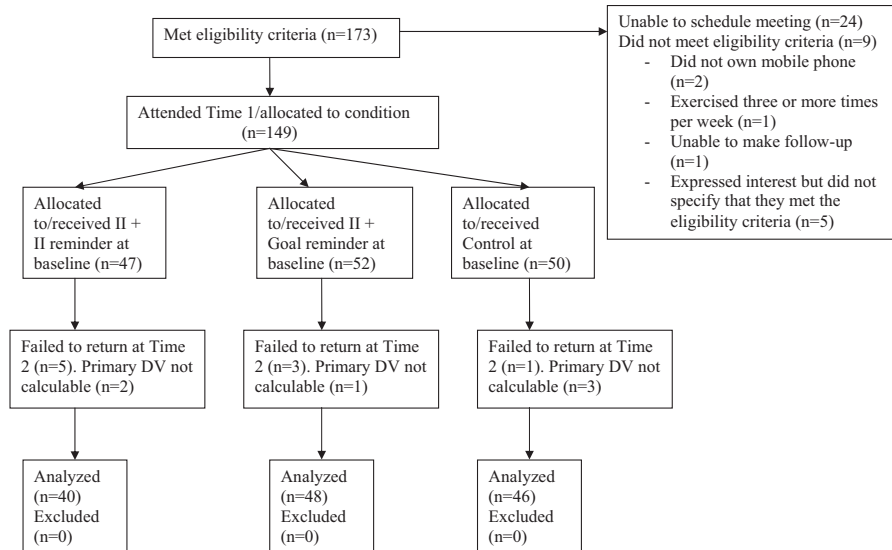 Met eligibility criteria (n=173)
Unable to schedule meeting (n=24)
Did not meet eligibility criteria (n=9)
- Did not own mobile phone
(n=2)
- Exercised three or more times
per week (n=1)
- Unable to make follow-up
(n=1)
- Expressed interest but did not
specify that they met the
eligibility criteria (n=5)
Attended Time 1/allocated to condition
(n=149)
Allocated
to/received II +
II reminder at
baseline (n=47)
Allocated
to/received II +
Goal reminder at
baseline (n=52)
Allocated
to/received
Control at
baseline (n=50)
Failed to return at Time
2 (n=5). Primary DV not
calculable (n=2)
Failed to return at Time
2 (n=3). Primary DV not
calculable (n=1)
Failed to return at Time
2 (n=1). Primary DV not
calculable (n=3)
Analyzed
(n=40)
Excluded
(n=0)
Analyzed
(n=48)
Excluded
(n=0)
Analyzed
(n=46)
Excluded
(n=0)